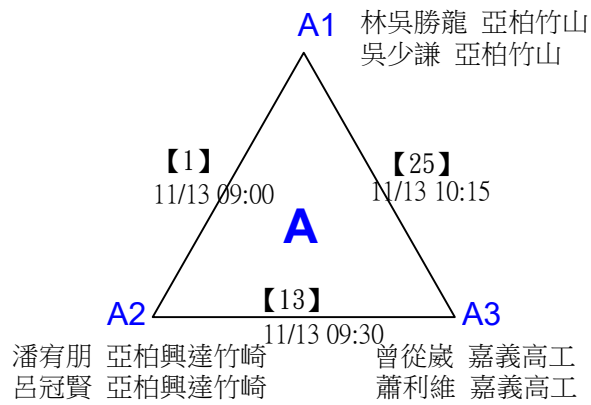 A1 林吳勝龍 亞柏竹山
吳少謙 亞柏竹山
【1】
11/13 09:00
【25】
11/13 10:15
A
【13】
11/13 09:30
A2
A3
潘宥朋 亞柏興達竹崎
呂冠賢 亞柏興達竹崎
曾從崴 嘉義高工
蕭利維 嘉義高工